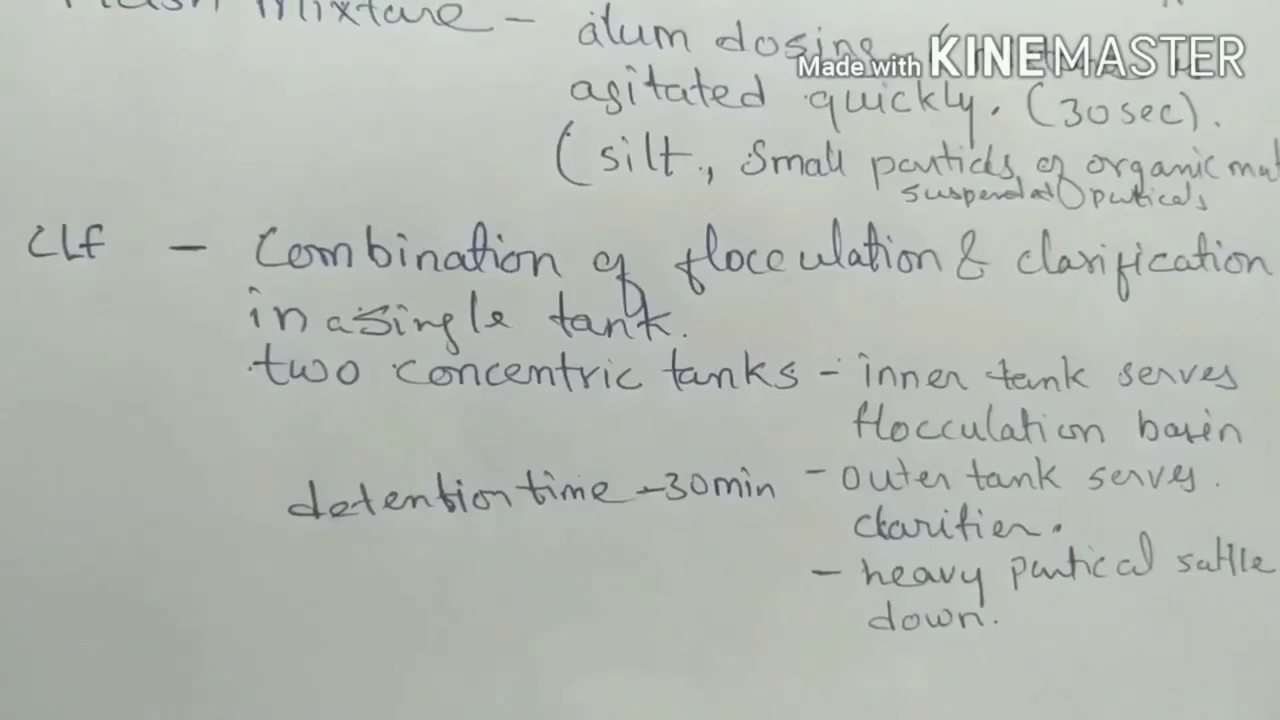 Mixture - alum dosing
Made with KINEMASTER
agitated quickly. (30sec).
(silt, small particls of organic
suspended particals
CLF - Combination of flocculation & clarification
in a single tank.
two concentric tanks - inner tank serves
flocculation basin
detention time - 30min - outer tank serves.
clarifier.
- heavy partical sattle
down.